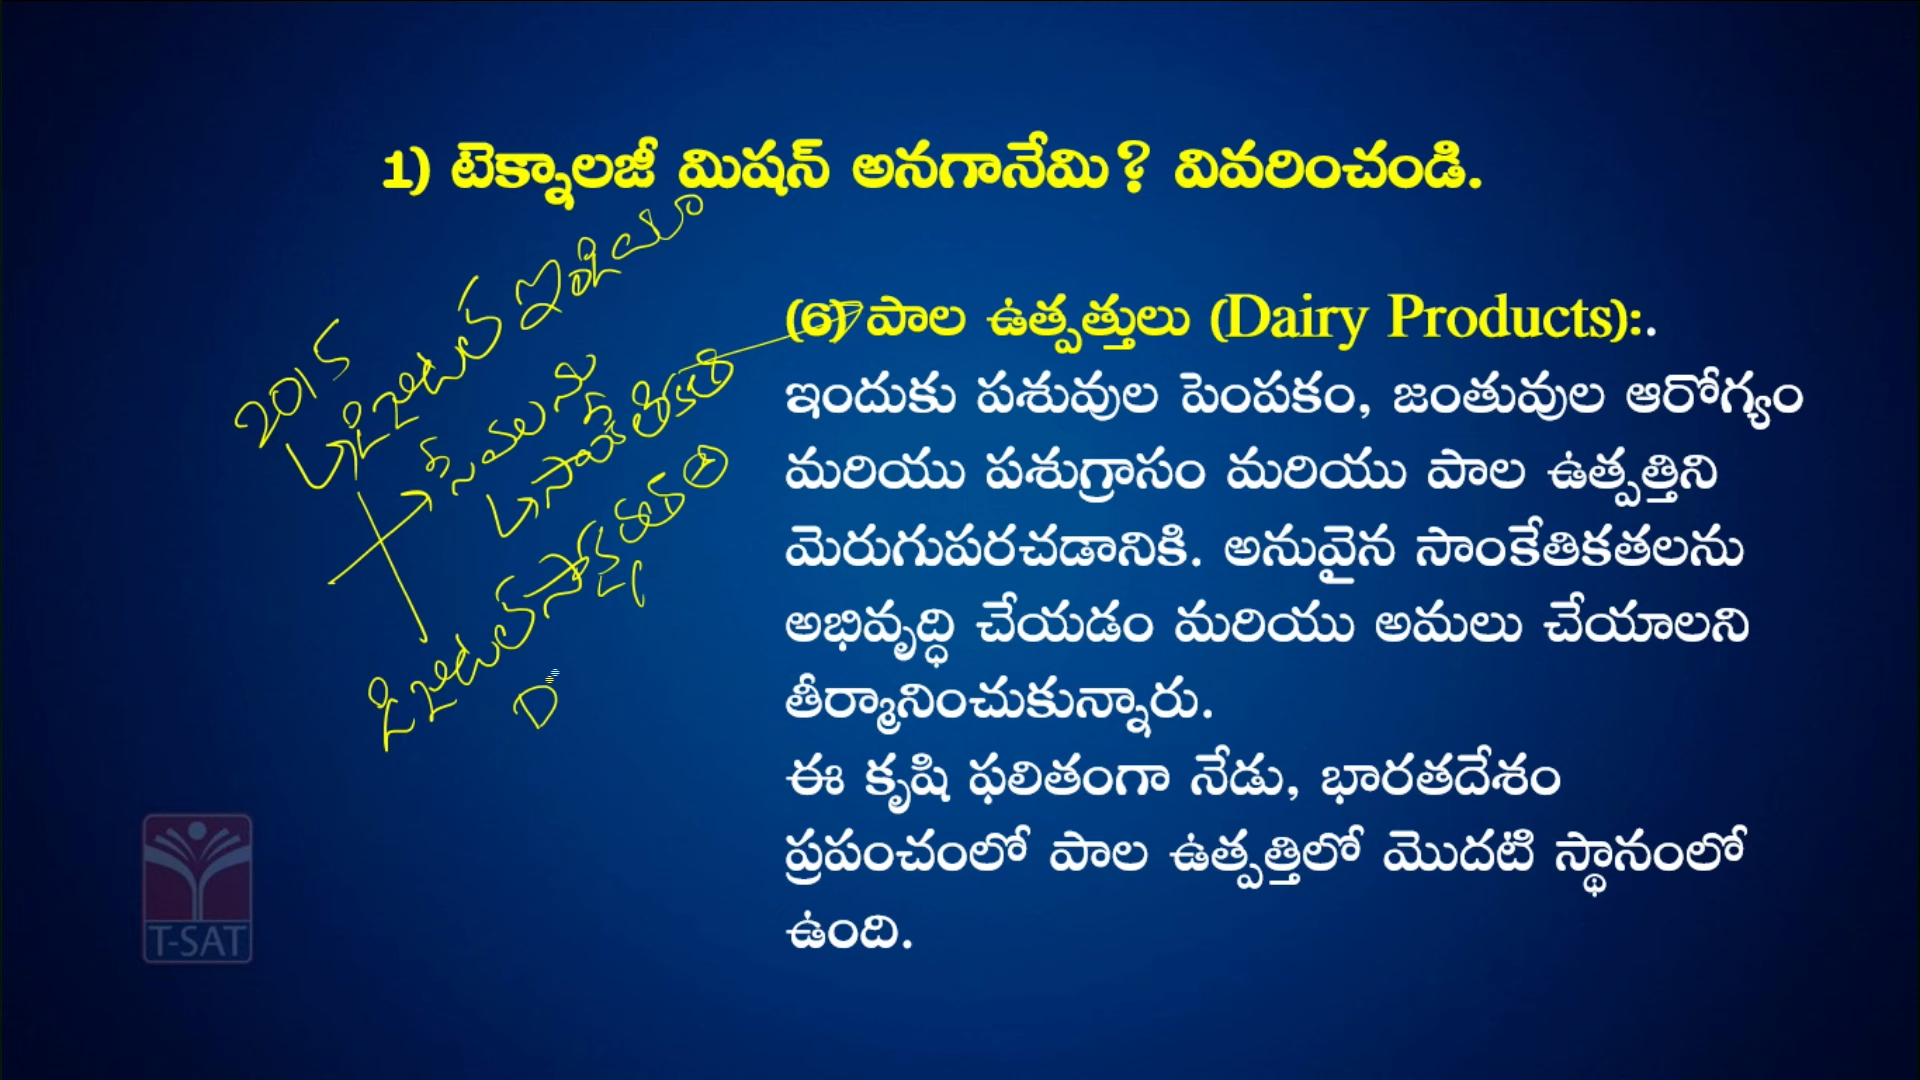 1) టెక్నాలజీ మిషన్ అనగానేమి? వివరించండి.
2015
డిజిటల్ ఇండియా
(6) పాల ఉత్పత్తులు (Dairy Products):.
ఇందుకు పశువుల పెంపకం, జంతువుల ఆరోగ్యం
మరియు పశుగ్రాసం మరియు పాల ఉత్పత్తిని
మెరుగుపరచడానికి. అనువైన సాంకేతికతలను
అభివృద్ధి చేయడం మరియు అమలు చేయాలని
తీర్మానించుకున్నారు.
ఈ కృషి ఫలితంగా నేడు, భారతదేశం
ప్రపంచంలో పాల ఉత్పత్తిలో మొదటి స్థానంలో
ఉంది.
D
T-SAT